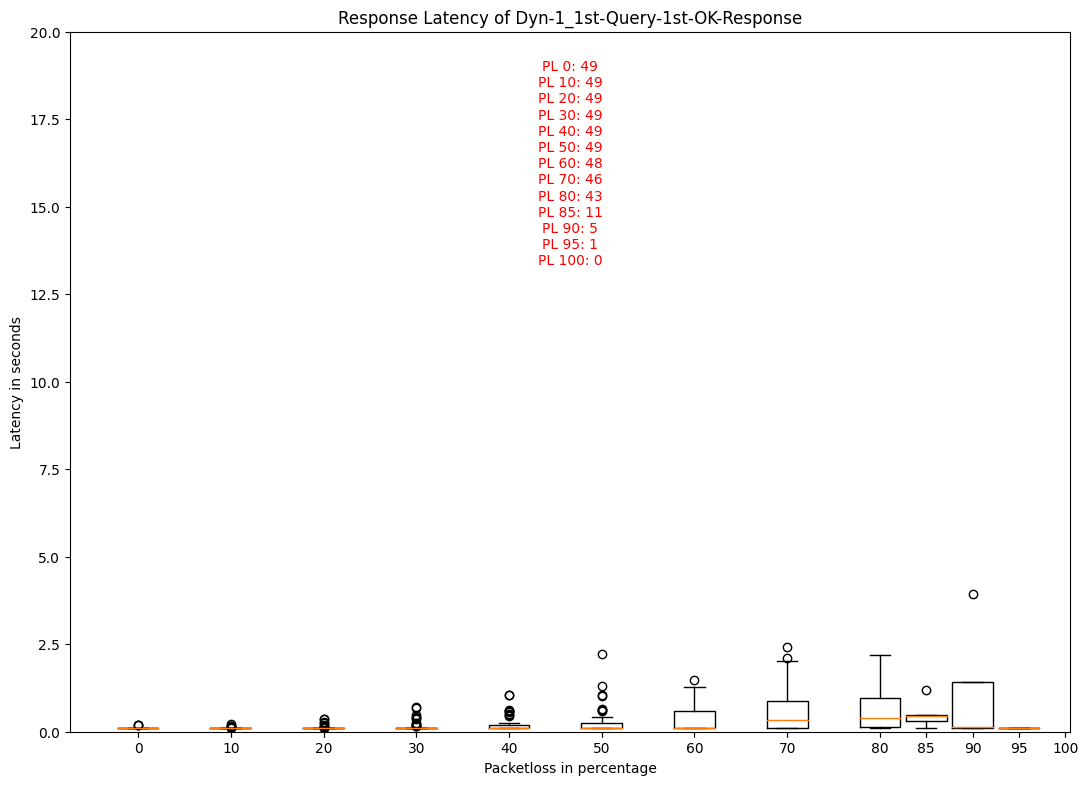 Response Latency of Dyn-1_1st-Query-1st-OK-Response
20.0
17.5
15.0
12.5
10.0
7.5
5.0
2.5
0.0
Latency in seconds
PL 0: 49
PL 10: 49
PL 20: 49
PL 30: 49
PL 40: 49
PL 50: 49
PL 60: 48
PL 70: 46
PL 80: 43
PL 85: 11
PL 90: 5
PL 95: 1
PL 100: 0
0 10 20 30 40 50 60 70 80 85 90 95 100
Packetloss in percentage